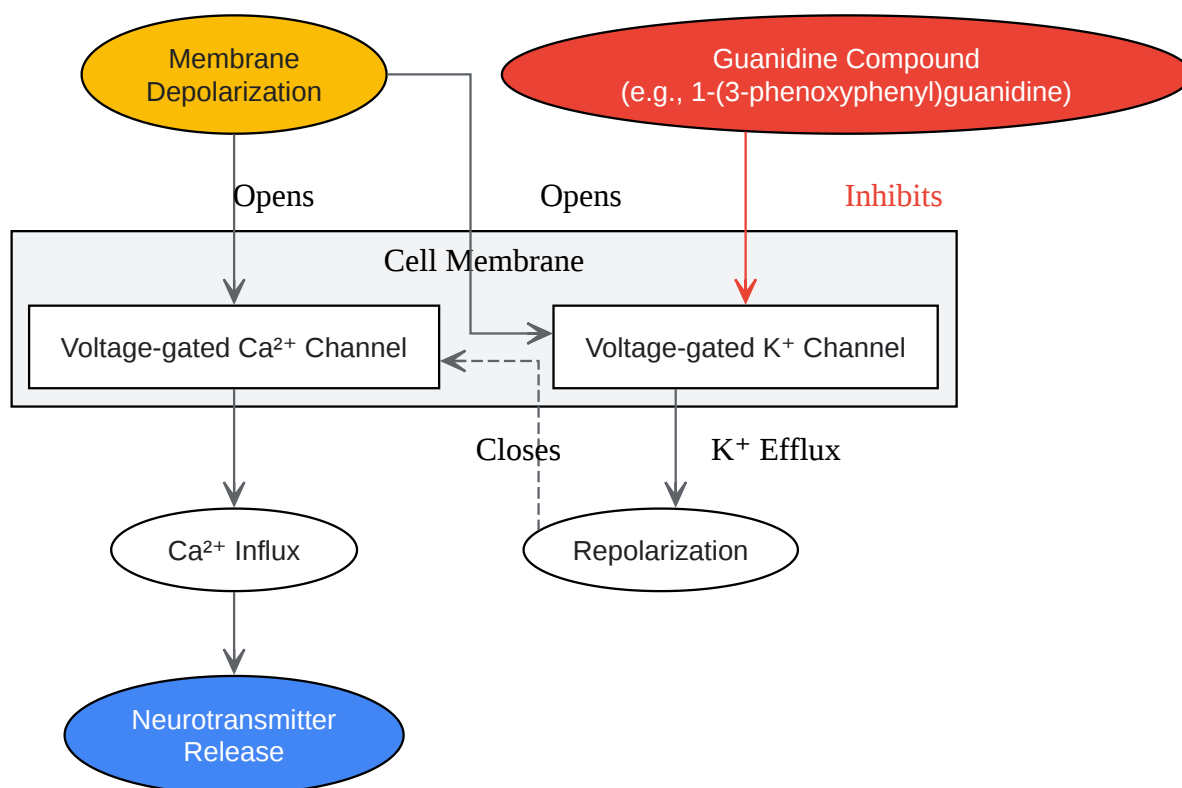 Membrane
Depolarization
Guanidine Compound
(e.g., 1-(3-phenoxyphenyl)guanidine)
Opens
Opens
Inhibits
Cell Membrane
Voltage-gated Ca²⁺ Channel
Voltage-gated K⁺ Channel
Closes
K⁺ Efflux
Ca²⁺ Influx
Repolarization
Neurotransmitter
Release